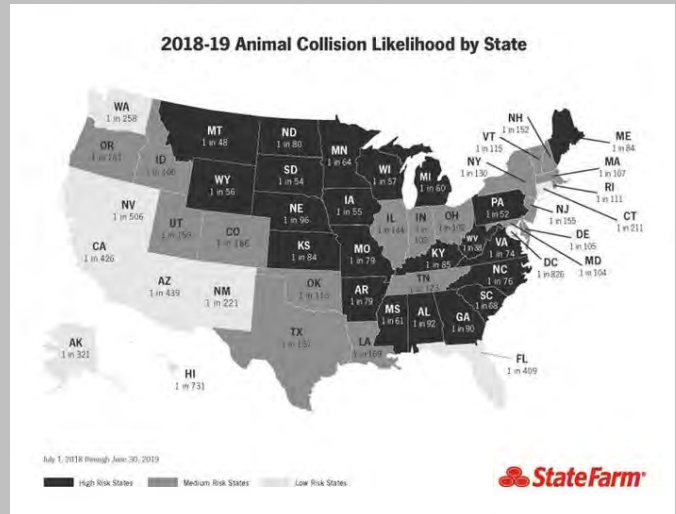 2018-19 Animal Collision Likelihood by State
WA
1 in 258
MT
1 in 48
ND
1 in 80
MN
1 in 64
NH
1 in 152
VT
1 in 115
ME
1 in 84
OR
ID
WY
1 in 56
SD
1 in 54
WI
1 in 57
MI
1 in 60
NY
1 in 130
MA
1 in 107
RI
1 in 111
CT
1 in 211
NV
1 in 506
NE
1 in 96
IA
1 in 55
IL
IN
OH
PA
1 in 52
NJ
1 in 155
DE
1 in 105
MD
1 in 104
DC
1 in 826
CA
1 in 426
UT
CO
KS
1 in 84
MO
1 in 79
KY
1 in 85
WV
1 in 38
VA
1 in 74
NC
1 in 76
AZ
1 in 439
NM
1 in 221
OK
AR
1 in 79
TN
SC
1 in 68
TX
LA
MS
1 in 61
AL
1 in 92
GA
1 in 90
AK
1 in 321
HI
1 in 731
FL
1 in 409
July 1, 2018 through June 30, 2019
High Risk States
Medium Risk States
Low Risk States
StateFarm